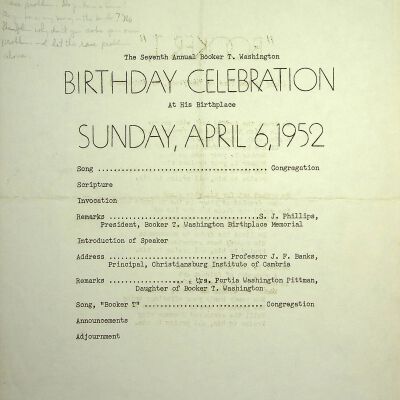 The Seventh Annual Booker T. Washington
BIRTHDAY CELEBRATION
At His Birthplace
SUNDAY, APRIL 6, 1952
Song ......................................... Congregation
Scripture
Invocation
Remarks ....................................S. J. Phillips,
President, Booker T. Washington Birthplace Memorial
Introduction of Speaker
Address ............................. Professor J. F. Banks,
Principal, Christiansburg Institute of Cambria
Remarks .................. Mrs. Portia Washington Pittman,
Daughter of Booker T. Washington
Song, "Booker T" ............................. Congregation
Announcements
Adjournment